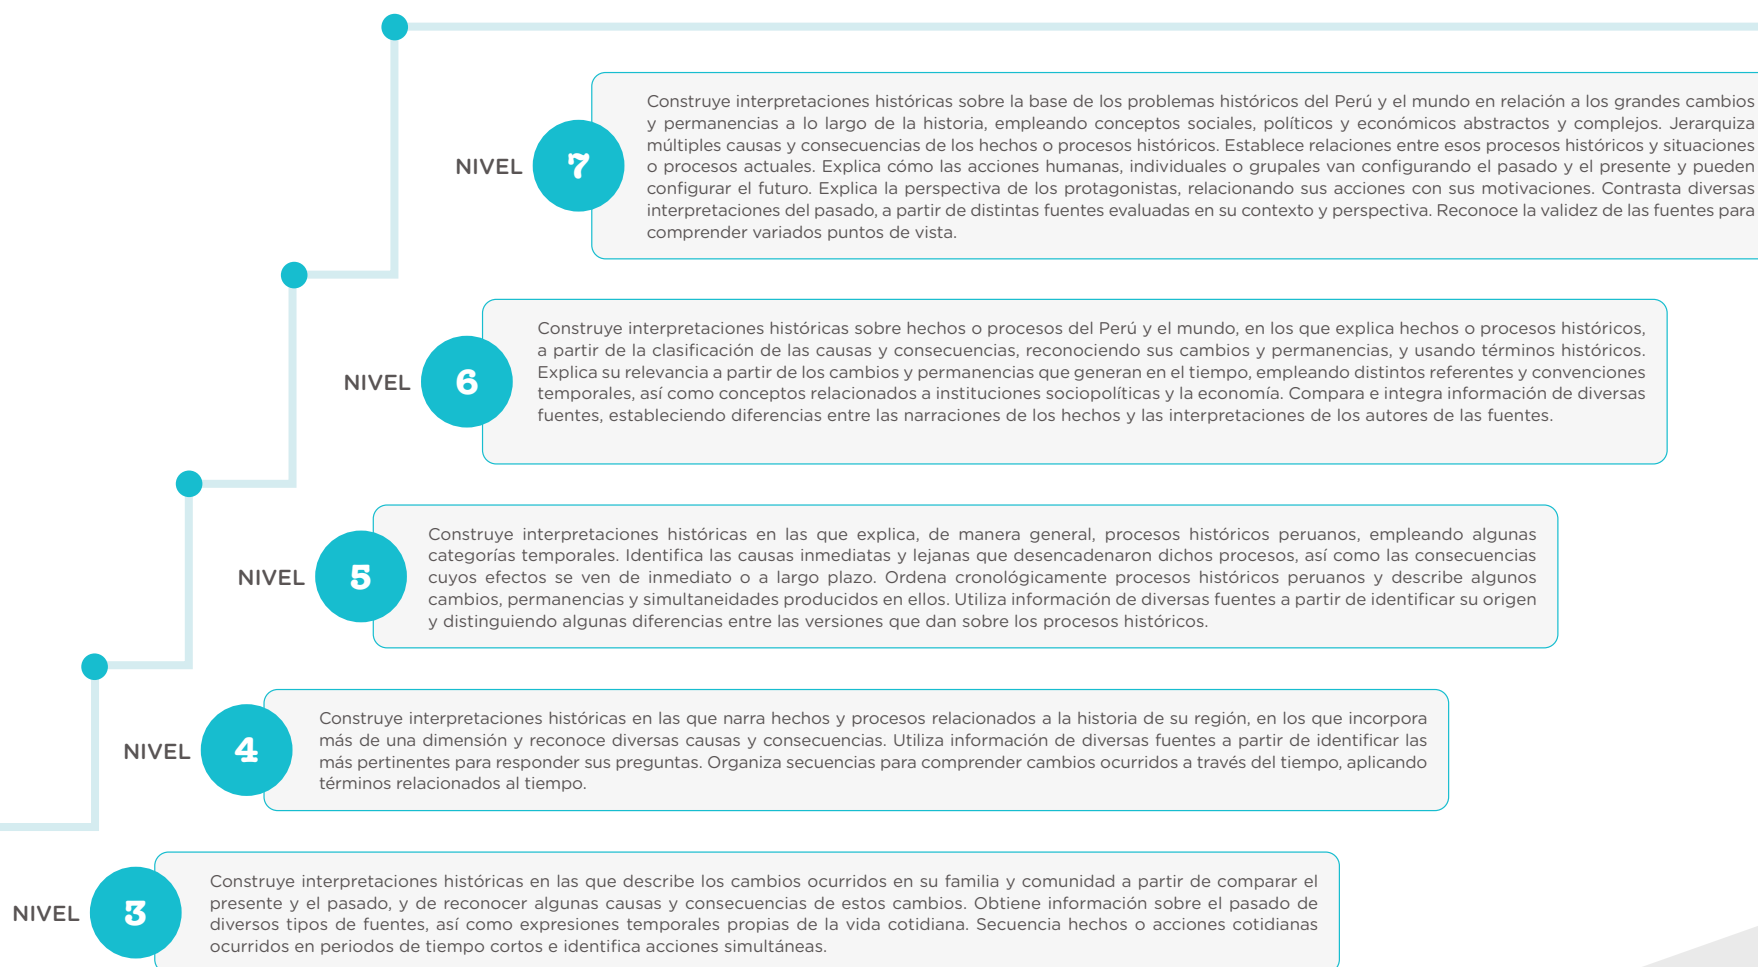 Construye interpretaciones históricas sobre la base de los problemas históricos del Perú y el mundo en relación a los grandes cambios
y permanencias a lo largo de la historia, empleando conceptos sociales, políticos y económicos abstractos y complejos. Jerarquiza
múltiples causas y consecuencias de los hechos o procesos históricos. Establece relaciones entre esos procesos históricos y situaciones
o procesos actuales. Explica cómo las acciones humanas, individuales o grupales van configurando el pasado y el presente y pueden
configurar el futuro. Explica la perspectiva de los protagonistas, relacionando sus acciones con sus motivaciones. Contrasta diversas
interpretaciones del pasado, a partir de distintas fuentes evaluadas en su contexto y perspectiva. Reconoce la validez de las fuentes para
comprender variados puntos de vista.
NIVEL 7
Construye interpretaciones históricas sobre hechos o procesos del Perú y el mundo, en los que explica hechos o procesos históricos,
a partir de la clasificación de las causas y consecuencias, reconociendo sus cambios y permanencias, y usando términos históricos.
Explica su relevancia a partir de los cambios y permanencias que generan en el tiempo, empleando distintos referentes y convenciones
temporales, así como conceptos relacionados a instituciones sociopolíticas y la economía. Compara e integra información de diversas
fuentes, estableciendo diferencias entre las narraciones de los hechos y las interpretaciones de los autores de las fuentes.
NIVEL 6
Construye interpretaciones históricas en las que explica, de manera general, procesos históricos peruanos, empleando algunas
categorías temporales. Identifica las causas inmediatas y lejanas que desencadenaron dichos procesos, así como las consecuencias
cuyos efectos se ven de inmediato o a largo plazo. Ordena cronológicamente procesos históricos peruanos y describe algunos
cambios, permanencias y simultaneidades producidos en ellos. Utiliza información de diversas fuentes a partir de identificar su origen
y distinguiendo algunas diferencias entre las versiones que dan sobre los procesos históricos.
NIVEL 5
Construye interpretaciones históricas en las que narra hechos y procesos relacionados a la historia de su región, en los que incorpora
más de una dimensión y reconoce diversas causas y consecuencias. Utiliza información de diversas fuentes a partir de identificar las
más pertinentes para responder sus preguntas. Organiza secuencias para comprender cambios ocurridos a través del tiempo, aplicando
términos relacionados al tiempo.
NIVEL 4
Construye interpretaciones históricas en las que describe los cambios ocurridos en su familia y comunidad a partir de comparar el
presente y el pasado, y de reconocer algunas causas y consecuencias de estos cambios. Obtiene información sobre el pasado de
diversos tipos de fuentes, así como expresiones temporales propias de la vida cotidiana. Secuencia hechos o acciones cotidianas
ocurridos en periodos de tiempo cortos e identifica acciones simultáneas.
NIVEL 3